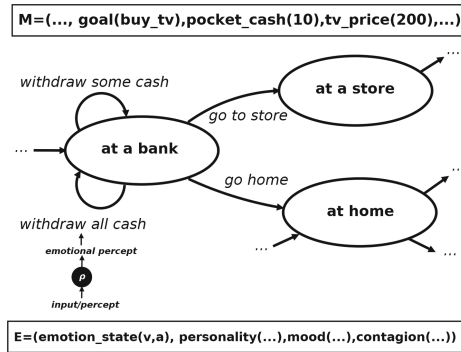 M=(..., goal(buy_tv),pocket_cash(10),tv_price(200),...)
...
withdraw some cash
at a store
go to store
... at a bank
go home
...
at home
withdraw all cash
...
...
emotional percept
ρ
input/percept
E=(emotion_state(v,a), personality(...),mood(...),contagion(...))